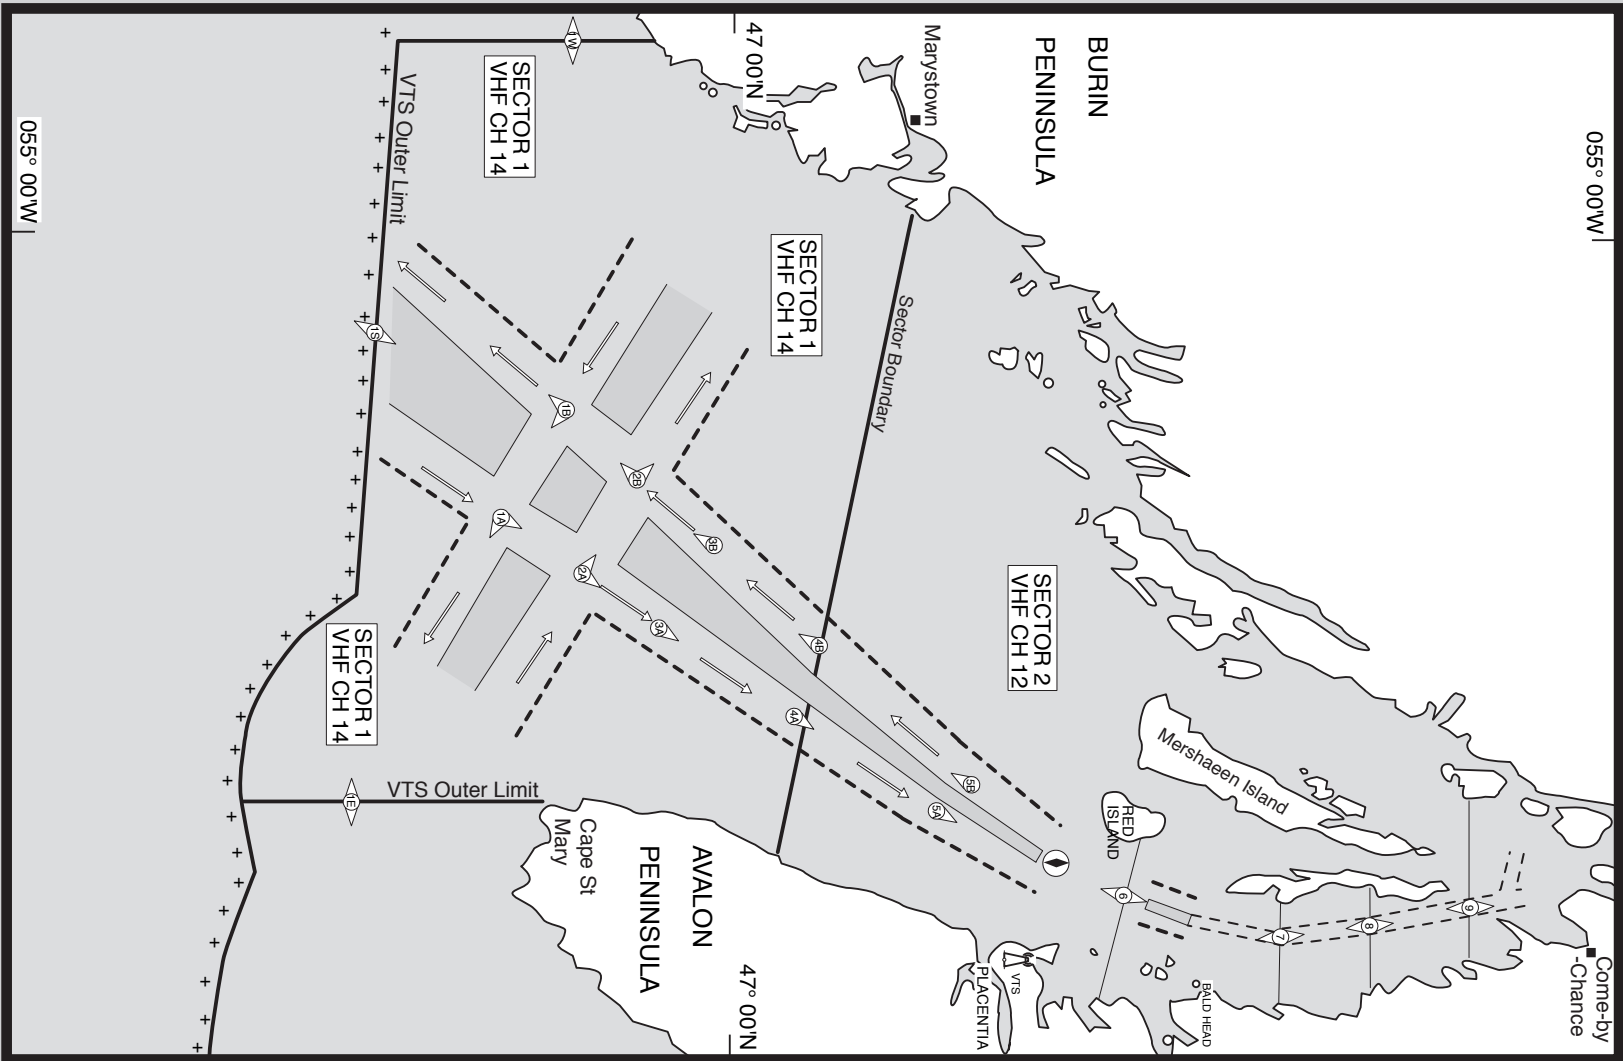 055° 00'W
055° 00'W
BURIN
PENINSULA
Marystown
47 00'N
1W
SECTOR 1
VHF CH 14
VTS Outer Limit
SECTOR 1
VHF CH 14
Sector Boundary
1S
1B
2B
1A
2A
3B
3A
4B
4A
5B
5A
SECTOR 2
VHF CH 12
SECTOR 1
VHF CH 14
VTS Outer Limit
1E
Mershaeen Island
RED
ISLAND
6
7
8
9
Come-by
-Chance
Cape St
Mary
AVALON
PENINSULA
VTS
PLACENTIA
BALD HEAD
47° 00'N